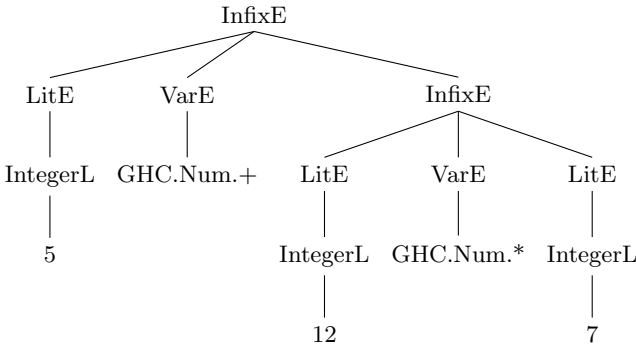 InfixE
LitE VarE InfixE
IntegerL GHC.Num.+ LitE VarE LitE
5 IntegerL GHC.Num.* IntegerL
12 7